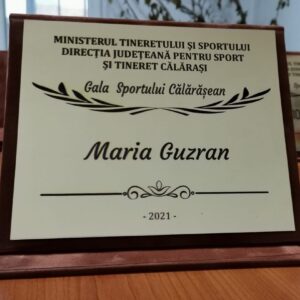 MINISTERUL TINERETULUI ȘI SPORTULUI
DIRECȚIA JUDEȚEANĂ PENTRU SPORT
ȘI TINERET CĂLĂRAȘI
Gala Sportului Călărășean
Maria Guzran
- 2021 -